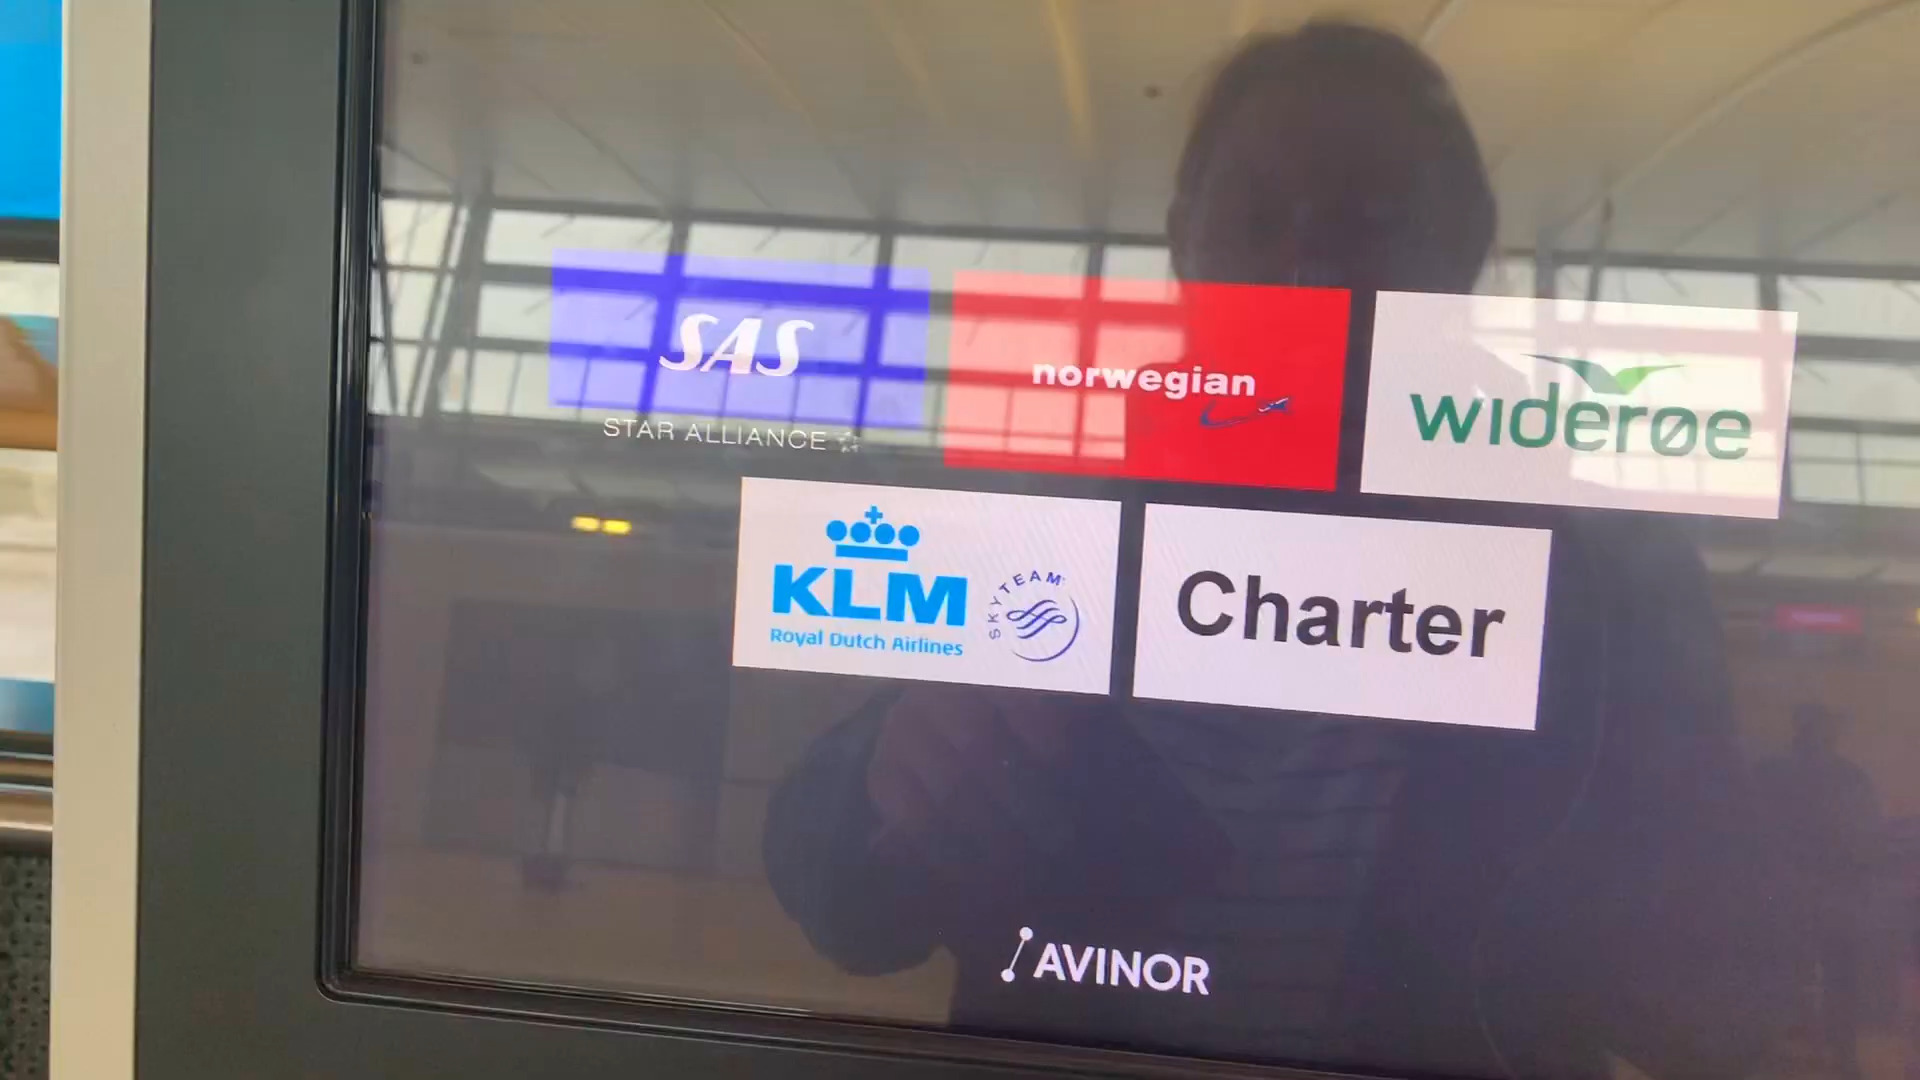 SAS
STAR ALLIANCE
norwegian
widerøe
KLM
Royal Dutch Airlines
SKYTEAM
Charter
AVINOR